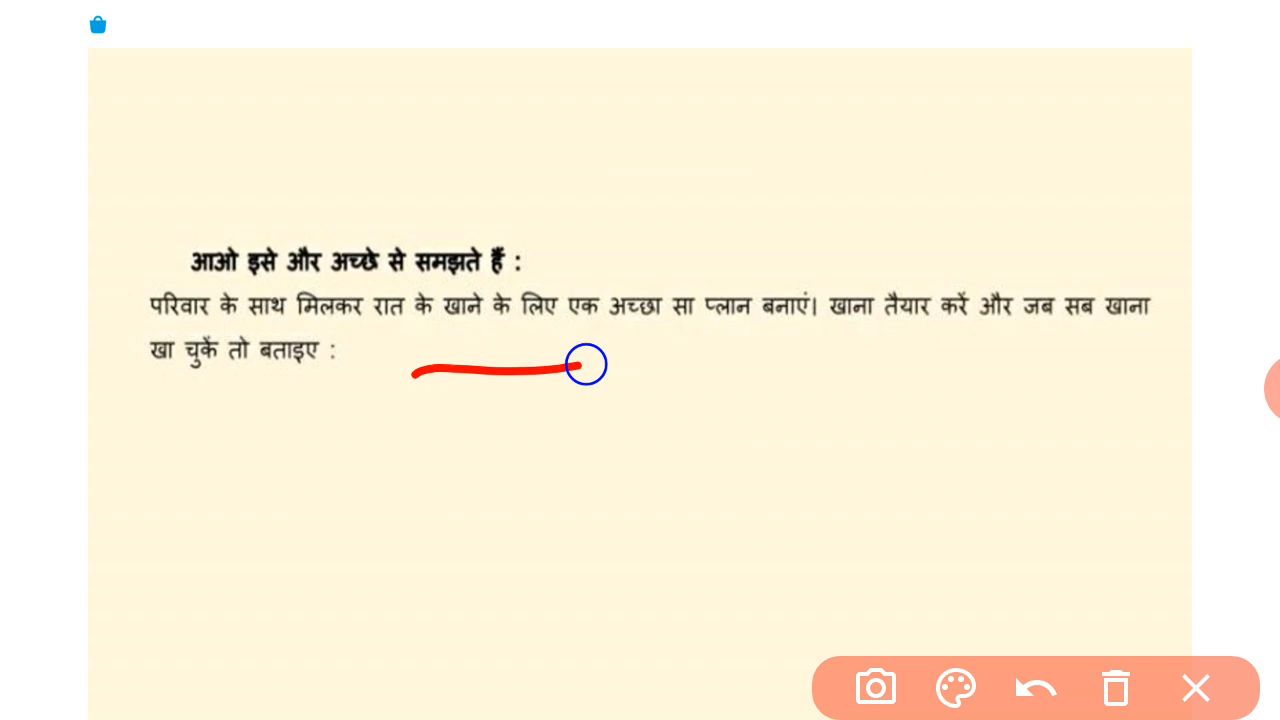 आओ इसे और अच्छे से समझते हैं :
परिवार के साथ मिलकर रात के खाने के लिए एक अच्छा सा प्लान बनाएं। खाना तैयार करें और जब सब खाना
खा चुकें तो बताइए :